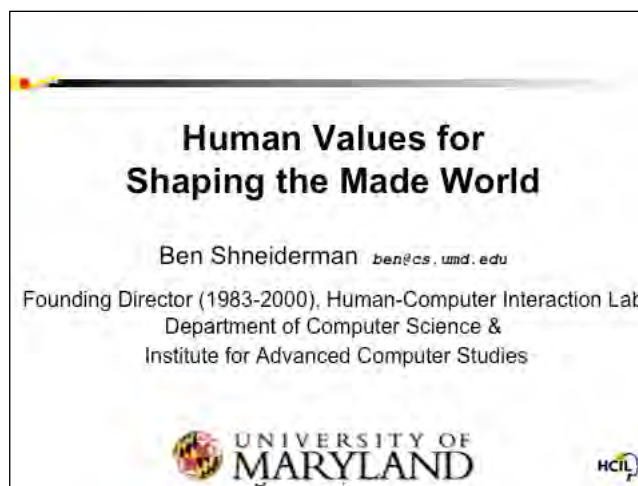 Human Values for
Shaping the Made World
Ben Shneiderman ben@cs.umd.edu
Founding Director (1983-2000), Human-Computer Interaction Lab
Department of Computer Science &
Institute for Advanced Computer Studies
UNIVERSITY OF
MARYLAND
HCIL